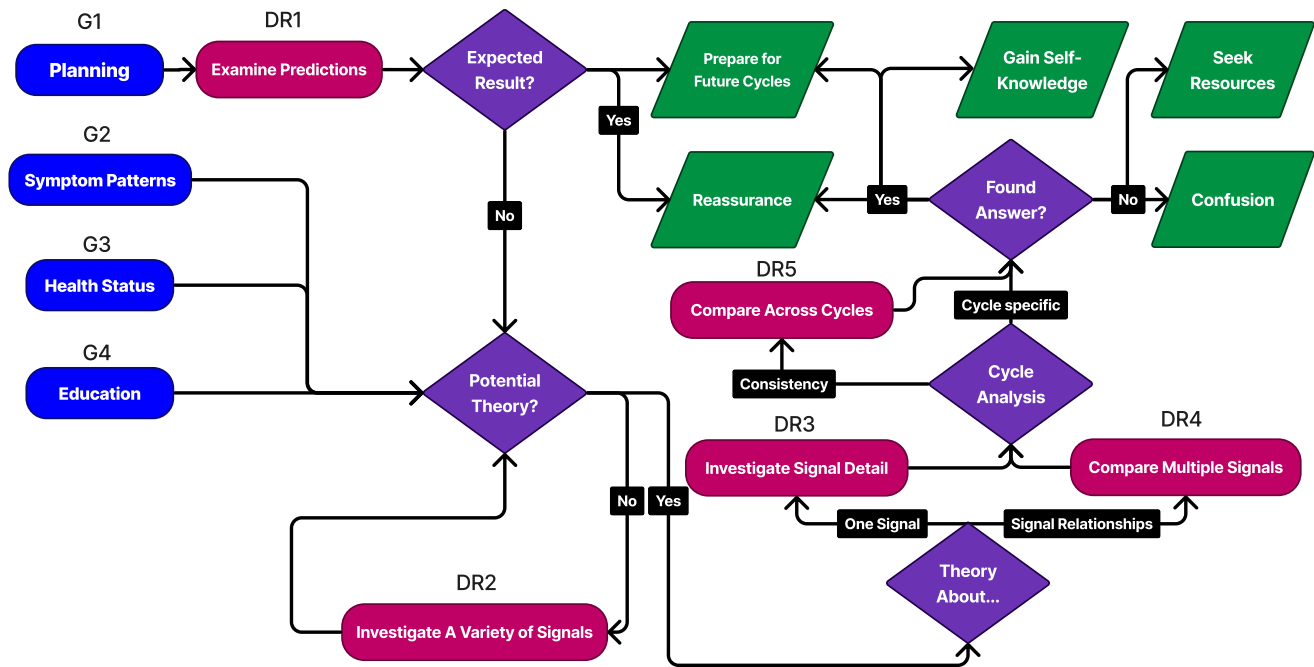 G1
Planning
DR1
Examine Predictions
Expected
Result?
Yes
No
Prepare for
Future Cycles
Gain Self-
Knowledge
Seek
Resources
G2
Symptom Patterns
Reassurance
Yes
Found
Answer?
No
Confusion
G3
Health Status
DR5
Compare Across Cycles
Cycle specific
G4
Education
Potential
Theory?
Consistency
Cycle
Analysis
DR3
Investigate Signal Detail
DR4
Compare Multiple Signals
No
Yes
One Signal
Signal Relationships
Theory
About...
DR2
Investigate A Variety of Signals